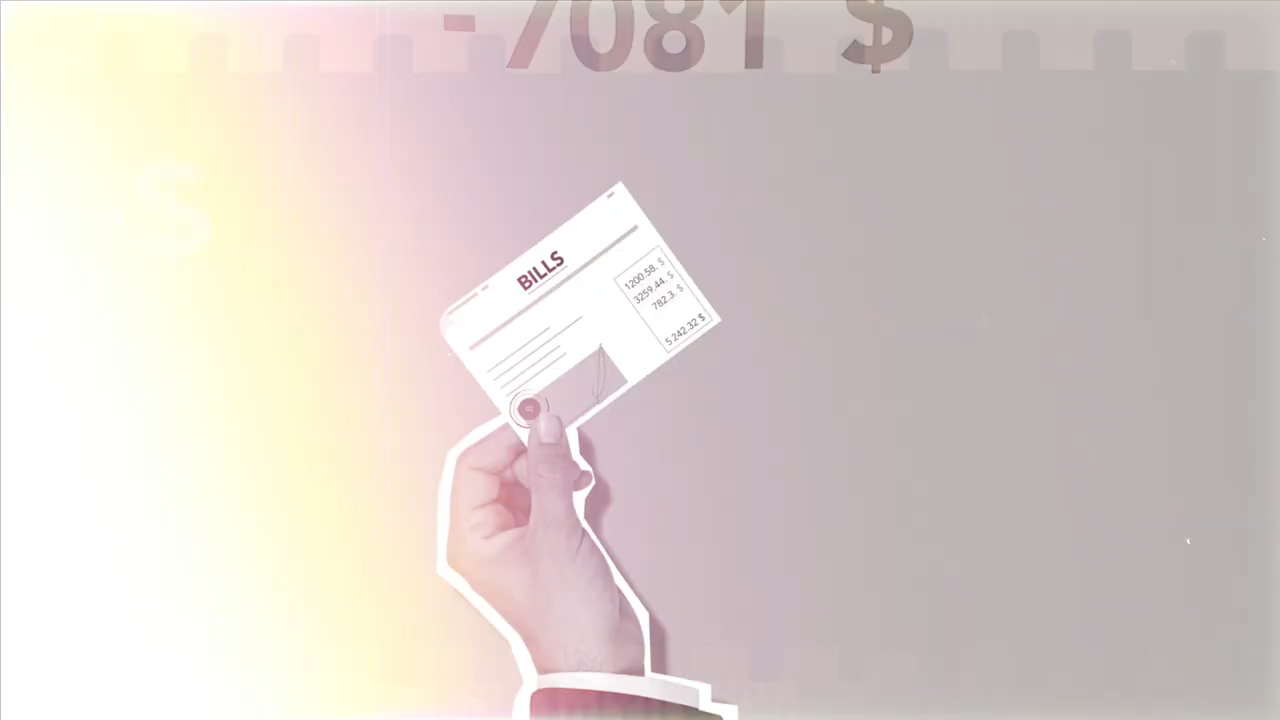 -7081 $
$
BILLS
1200.58. $
3259.44. $
782.3. $
5 242.32 $